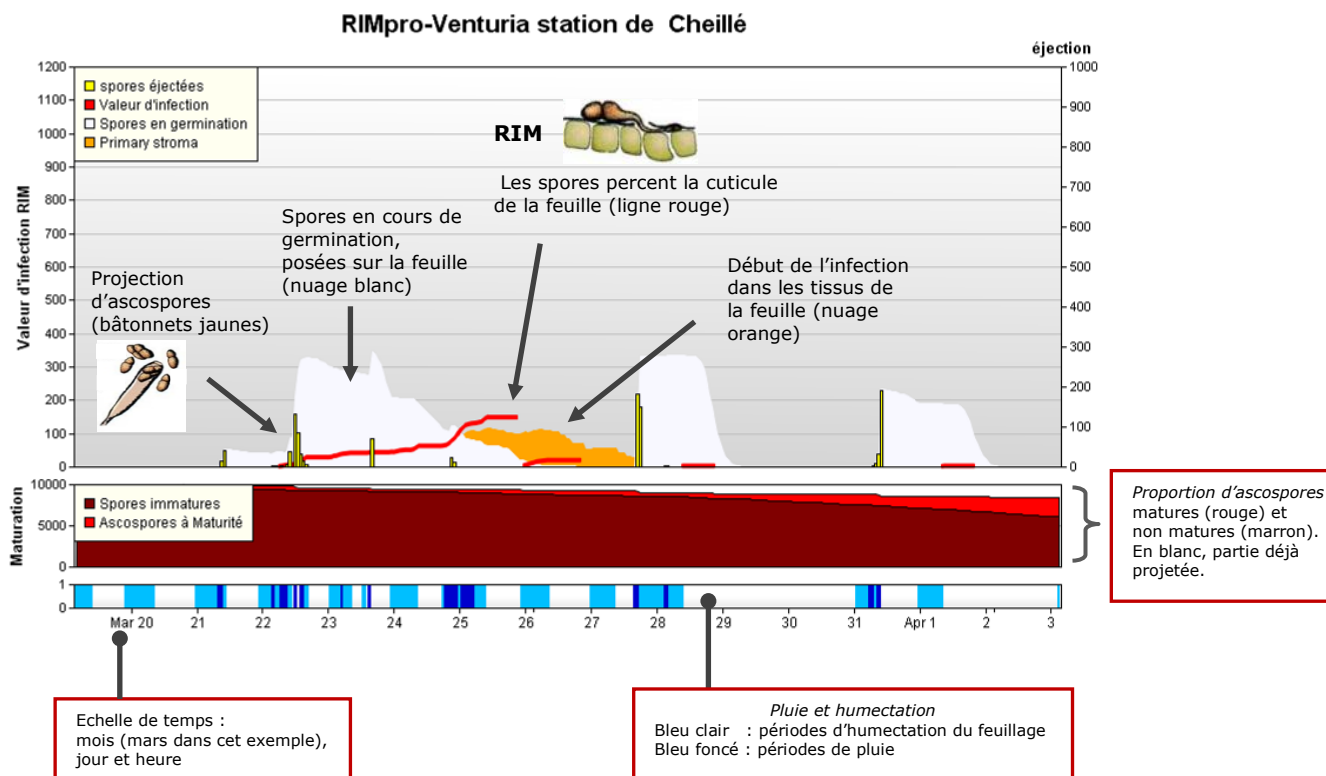 RIMpro-Venturia station de Cheillé
éjection
1200
1100
1000
900
800
700
600
500
400
300
200
100
0
Valeur d'infection RIM
spores éjectées
Valeur d'infection
Spores en germination
Primary stroma
1000
900
800
700
600
500
400
300
200
100
0
RIM
Les spores percent la cuticule
de la feuille (ligne rouge)
Spores en cours de
germination,
posées sur la feuille
(nuage blanc)
Projection
d'ascospores
(bâtonnets jaunes)
Début de l'infection
dans les tissus de
la feuille (nuage
orange)
Maturation
10000
5000
0
Spores immatures
Ascospores à Maturité
Proportion d'ascospores
matures (rouge) et
non matures (marron).
En blanc, partie déjà
projetée.
1
0
Mar 20 21 22 23 24 25 26 27 28 29 30 31 Apr 1 2 3
Echelle de temps :
mois (mars dans cet exemple),
jour et heure
Pluie et humectation
Bleu clair : périodes d'humectation du feuillage
Bleu foncé : périodes de pluie